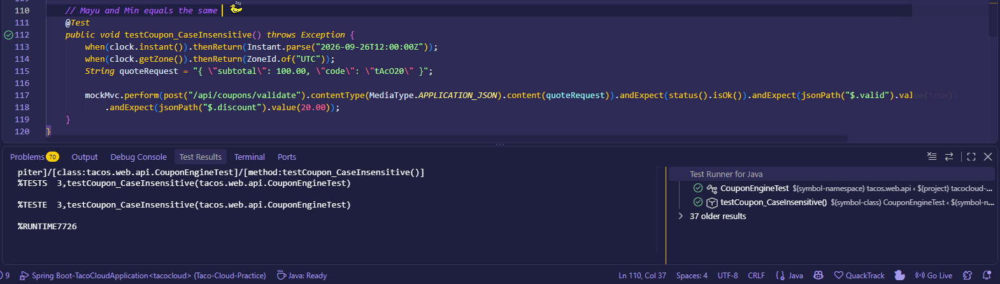 110 // Mayu and Min equals the same
111 @Test
112 public void testCoupon_CaseInsensitive() throws Exception {
113 when(clock.instant()).thenReturn(Instant.parse("2026-09-26T12:00:00Z"));
114 when(clock.getZone()).thenReturn(ZoneId.of("UTC"));
115 String quoteRequest = "{ \"subtotal\": 100.00, \"code\": \"tAcO20\" }";
116
117 mockMvc.perform(post("/api/coupons/validate").contentType(MediaType.APPLICATION_JSON).content(quoteRequest)).andExpect(status().isOk()).andExpect(jsonPath("$.valid").value(true))
118 .andExpect(jsonPath("$.discount").value(20.00));
119 }
120 }
Problems 70 Output Debug Console Test Results Terminal Ports
piter]/[class:tacos.web.api.CouponEngineTest]/[method:testCoupon_CaseInsensitive()]
%TESTS 3,testCoupon_CaseInsensitive(tacos.web.api.CouponEngineTest)
%TESTE 3,testCoupon_CaseInsensitive(tacos.web.api.CouponEngineTest)
%RUNTIME7726
Test Runner for Java
CouponEngineTest $(symbol-namespace) tacos.web.api < $(project) tacocloud-...
testCoupon_CaseInsensitive() $(symbol-class) CouponEngineTest < $(symbol-n...
37 older results
9 Spring Boot-TacoCloudApplication<tacocloud> (Taco-Cloud-Practice) Java: Ready Ln 110, Col 37 Spaces: 4 UTF-8 CRLF {} Java QuackTrack Go Live